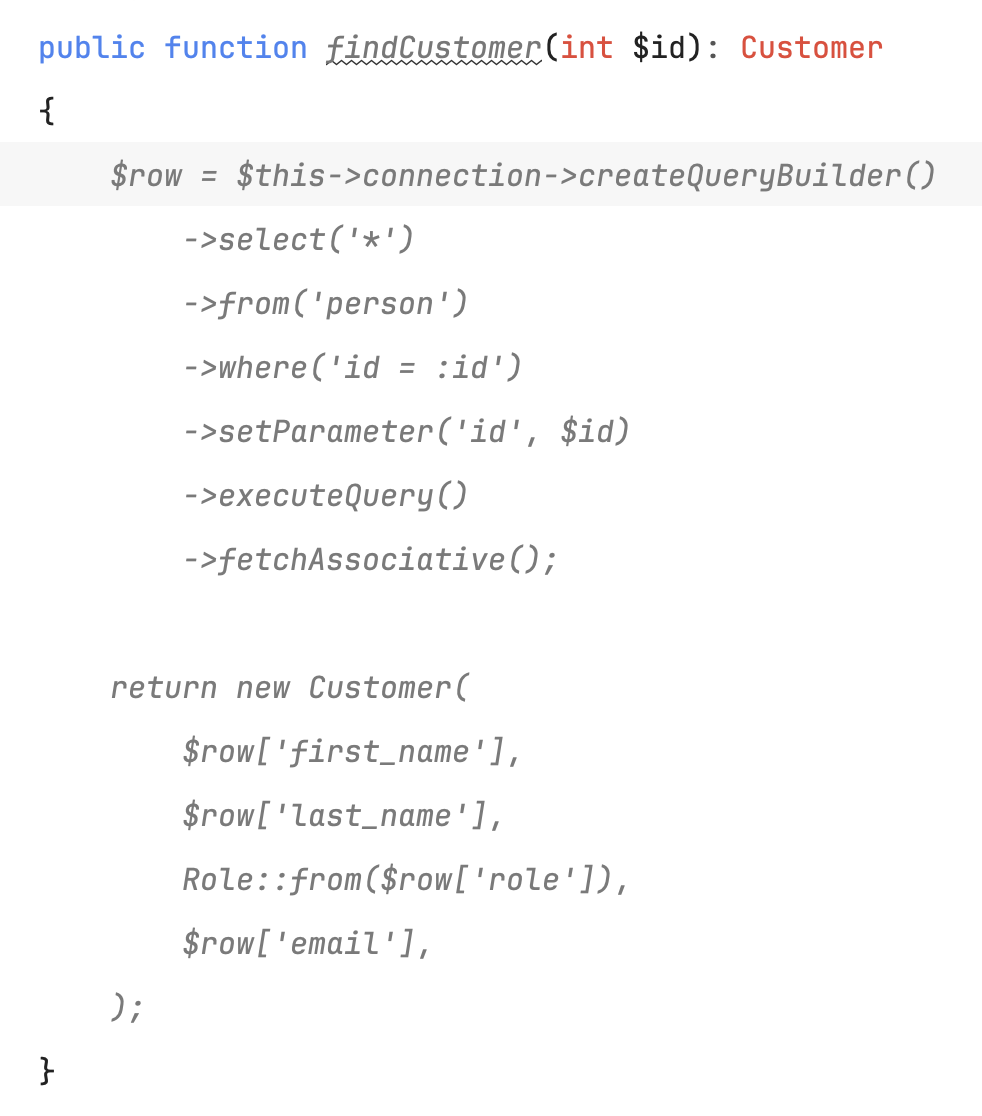 public function findCustomer(int $id): Customer
{
    $row = $this->connection->createQueryBuilder()
        ->select('*')
        ->from('person')
        ->where('id = :id')
        ->setParameter('id', $id)
        ->executeQuery()
        ->fetchAssociative();

    return new Customer(
        $row['first_name'],
        $row['last_name'],
        Role::from($row['role']),
        $row['email'],
    );
}